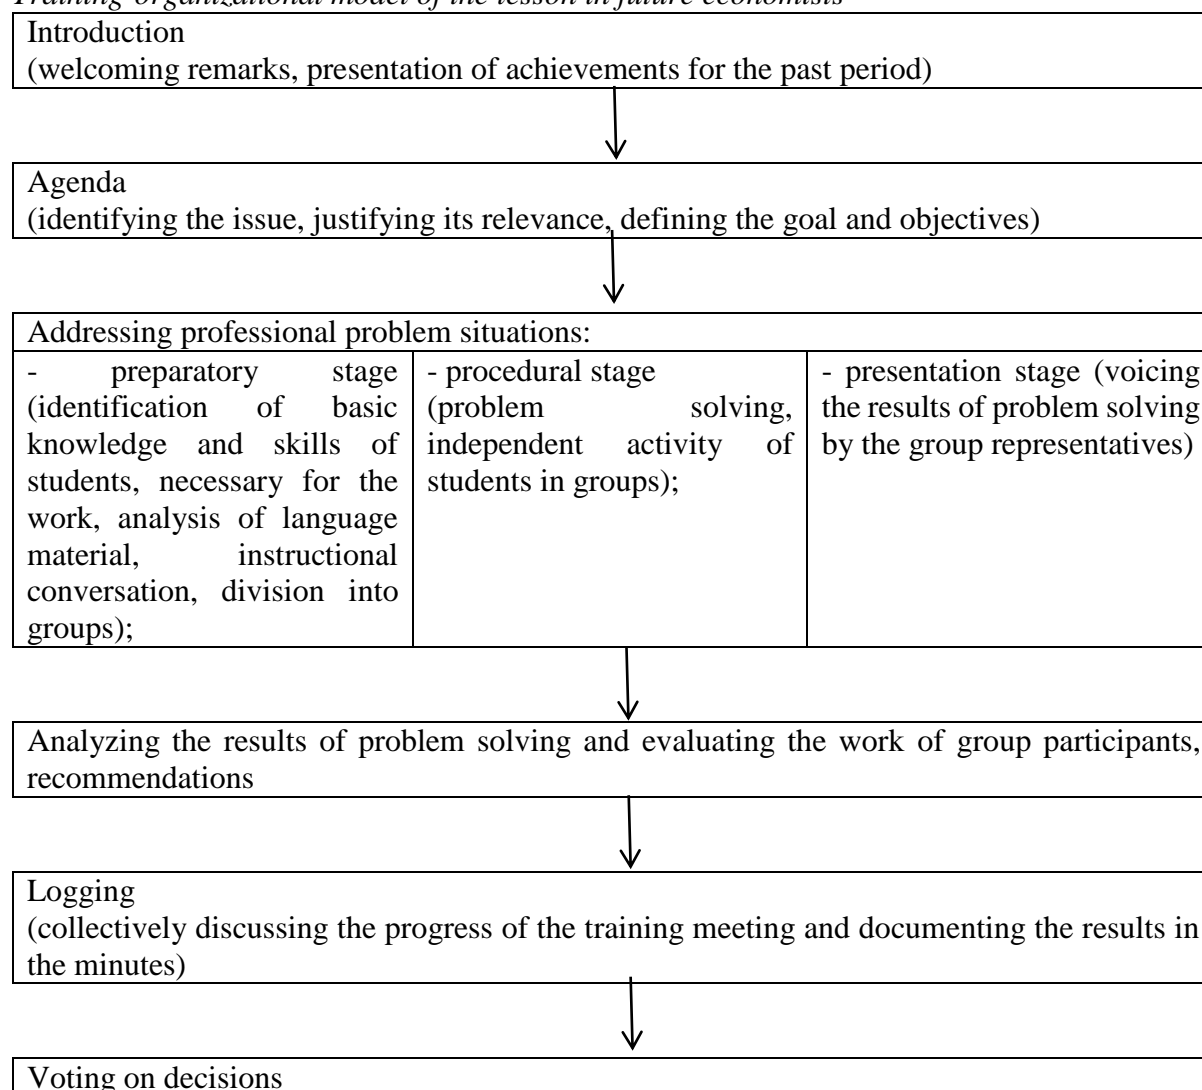 Training-organizational model of the lesson in future economists
Introduction
(welcoming remarks, presentation of achievements for the past period)
Agenda
(identifying the issue, justifying its relevance, defining the goal and objectives)
Addressing professional problem situations:
- preparatory stage
(identification of basic
knowledge and skills of
students, necessary for the
work, analysis of language
material, instructional
conversation, division into
groups);
- procedural stage
(problem solving,
independent activity of
students in groups);
- presentation stage (voicing
the results of problem solving
by the group representatives)
Analyzing the results of problem solving and evaluating the work of group participants,
recommendations
Logging
(collectively discussing the progress of the training meeting and documenting the results in
the minutes)
Voting on decisions